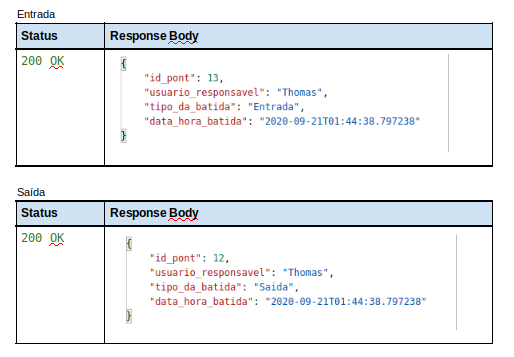 Entrada
Status Response Body
200 OK {
"id_pont": 13,
"usuario_responsavel": "Thomas",
"tipo_da_batida": "Entrada",
"data_hora_batida": "2020-09-21T01:44:38.797238"
}
Saída
Status Response Body
200 OK {
"id_pont": 12,
"usuario_responsavel": "Thomas",
"tipo_da_batida": "Saida",
"data_hora_batida": "2020-09-21T01:44:38.797238"
}